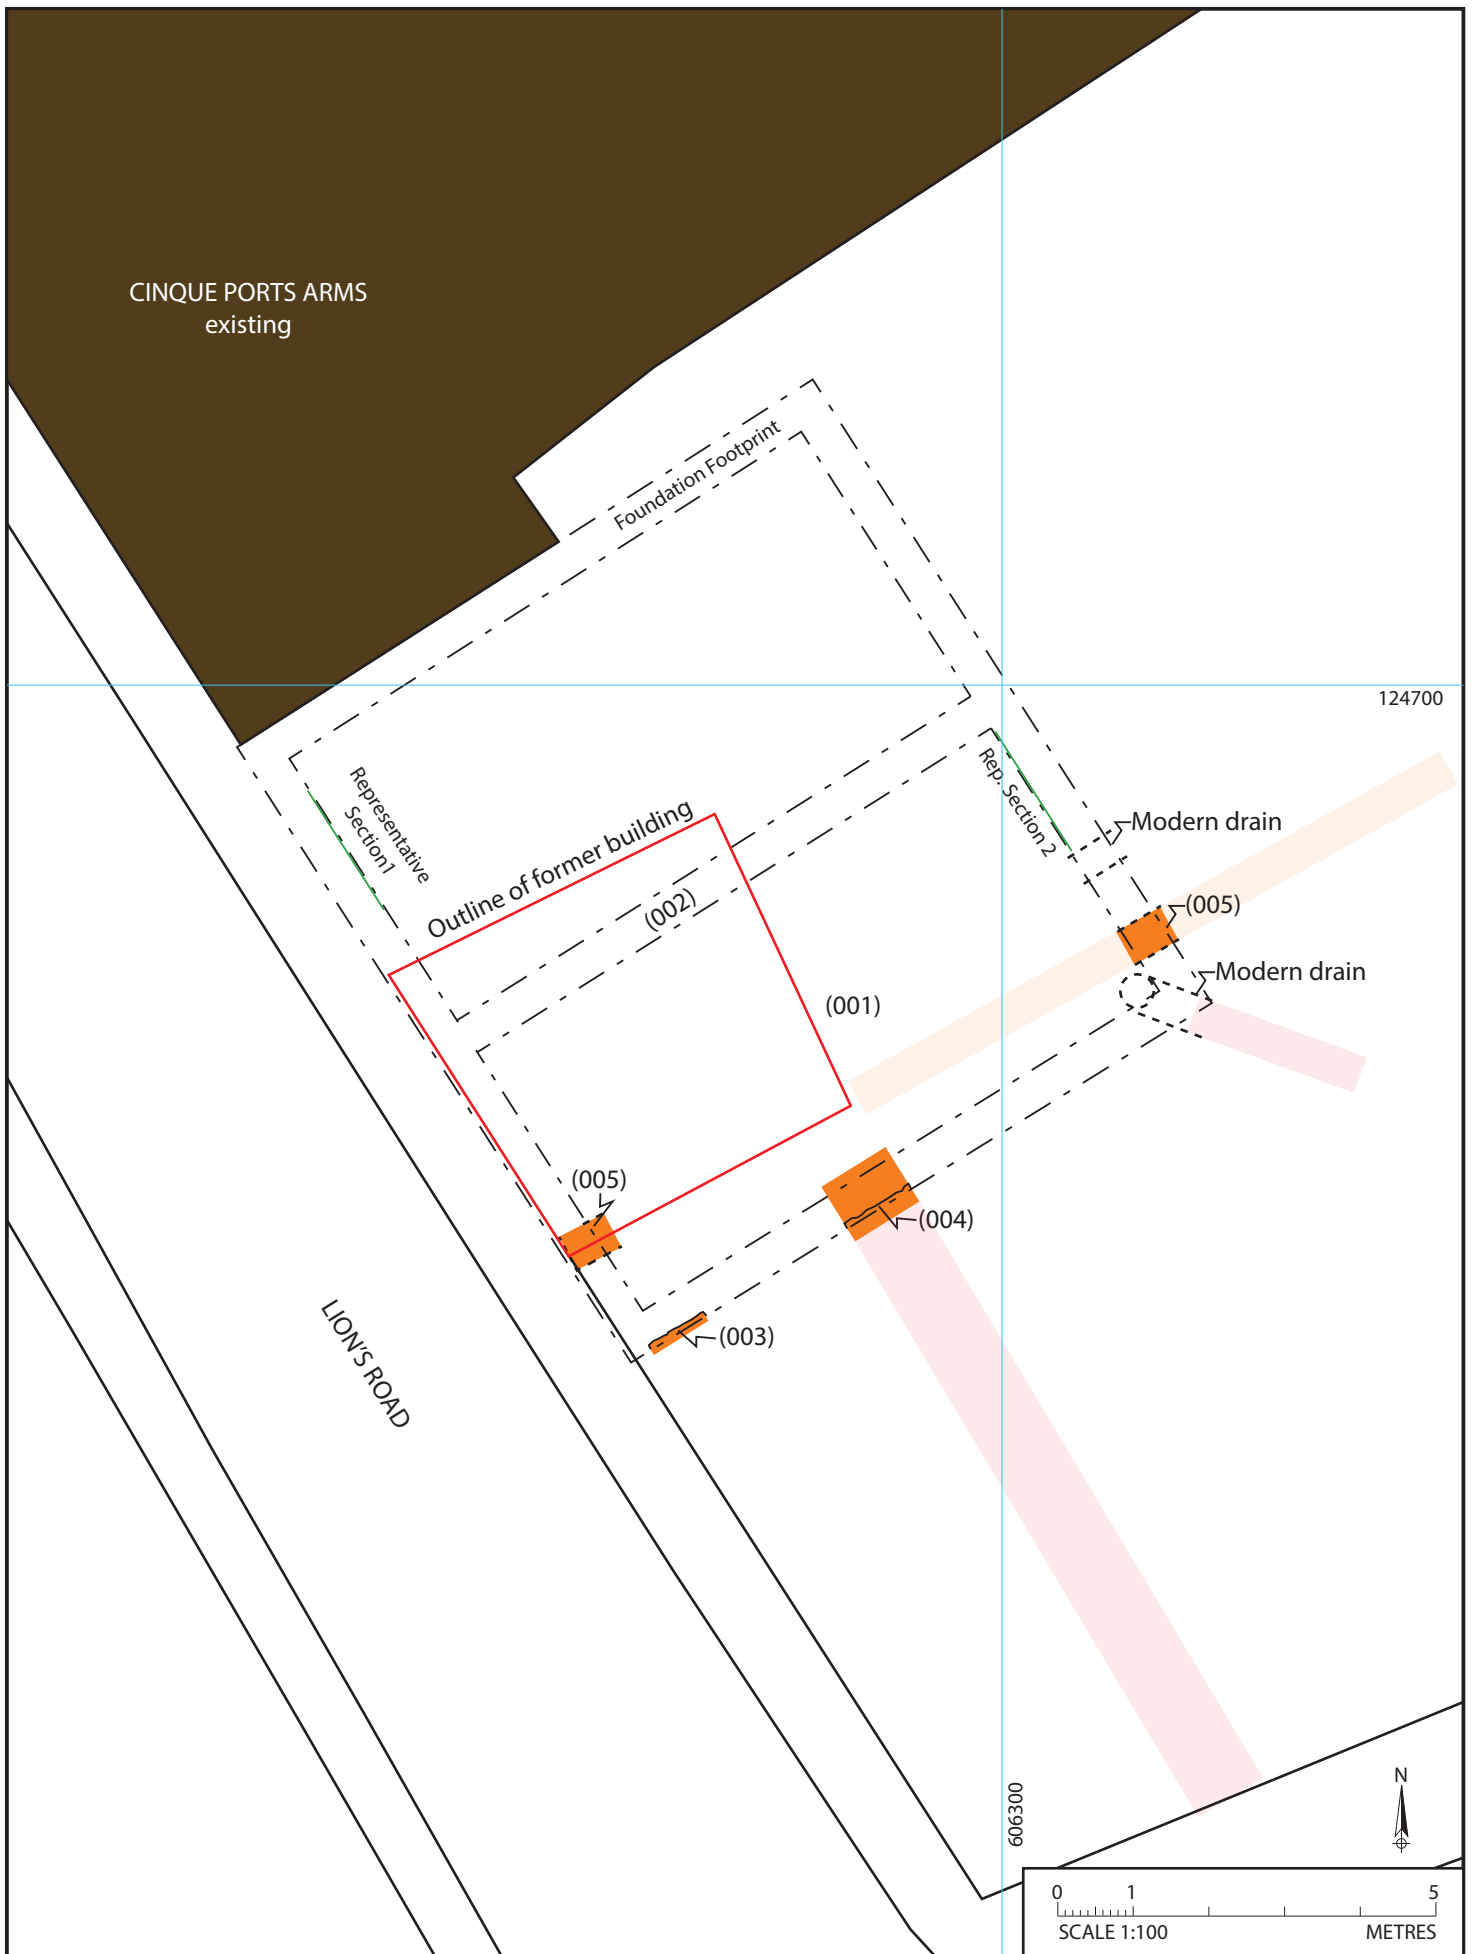 CINQUE PORTS ARMS
existing
Foundation Footprint
124700
Representative
Section1
Rep. Section 2
Outline of former building
Modern drain
(002)
(005)
Modern drain
(001)
(005)
(004)
(003)
LION'S ROAD
606300
N
0 1 5
SCALE 1:100 METRES